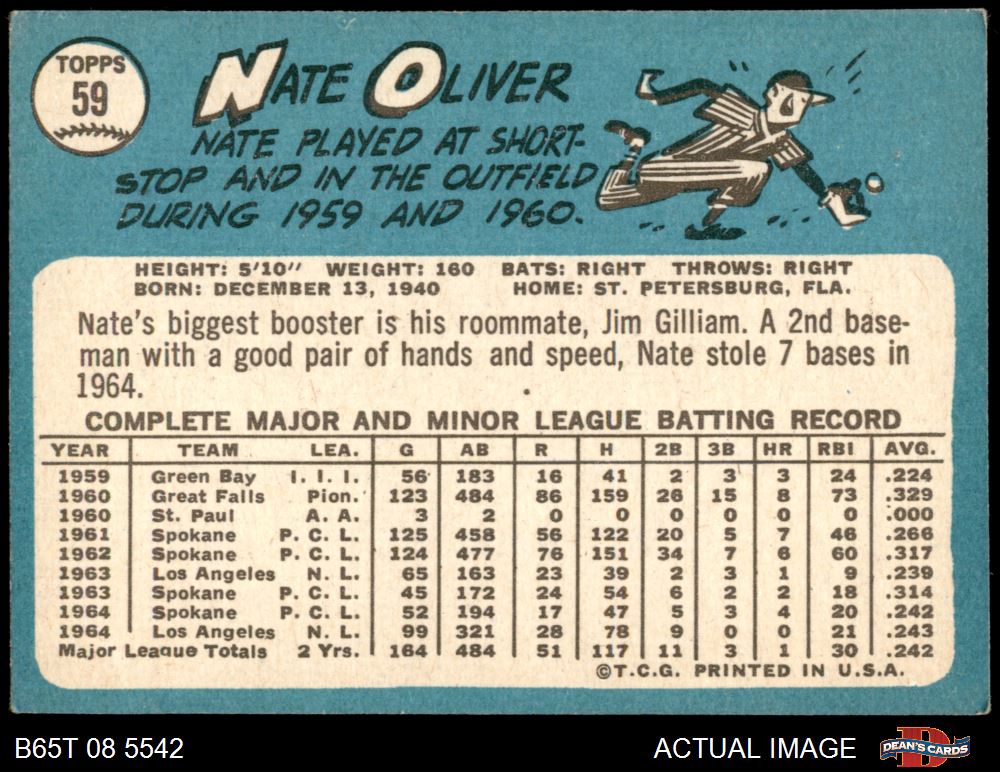 TOPPS
59
NATE OLIVER
NATE PLAYED AT SHORT-
STOP AND IN THE OUTFIELD
DURING 1959 AND 1960.
HEIGHT: 5'10" WEIGHT: 160 BATS: RIGHT THROWS: RIGHT
BORN: DECEMBER 13, 1940 HOME: ST. PETERSBURG, FLA.
Nate's biggest booster is his roommate, Jim Gilliam. A 2nd base-
man with a good pair of hands and speed, Nate stole 7 bases in
1964.
COMPLETE MAJOR AND MINOR LEAGUE BATTING RECORD
YEAR TEAM LEA. G AB R H 2B 3B HR RBI AVG.
1959 Green Bay I. I. I. 56 183 16 41 2 3 3 24 .224
1960 Great Falls Pion. 123 484 86 159 26 15 8 73 .329
1960 St. Paul A. A. 3 2 0 0 0 0 0 0 .000
1961 Spokane P. C. L. 125 458 56 122 20 5 7 46 .266
1962 Spokane P. C. L. 124 477 76 151 34 7 6 60 .317
1963 Los Angeles N. L. 65 163 23 39 2 3 1 9 .239
1963 Spokane P. C. L. 45 172 24 54 6 2 2 18 .314
1964 Spokane P. C. L. 52 194 17 47 5 3 4 20 .242
1964 Los Angeles N. L. 99 321 28 78 9 0 0 21 .243
Major League Totals 2 Yrs. 164 484 51 117 11 3 1 30 .242
©T.C.G. PRINTED IN U.S.A.
B65T 08 5542 ACTUAL IMAGE DEAN'S CARDS